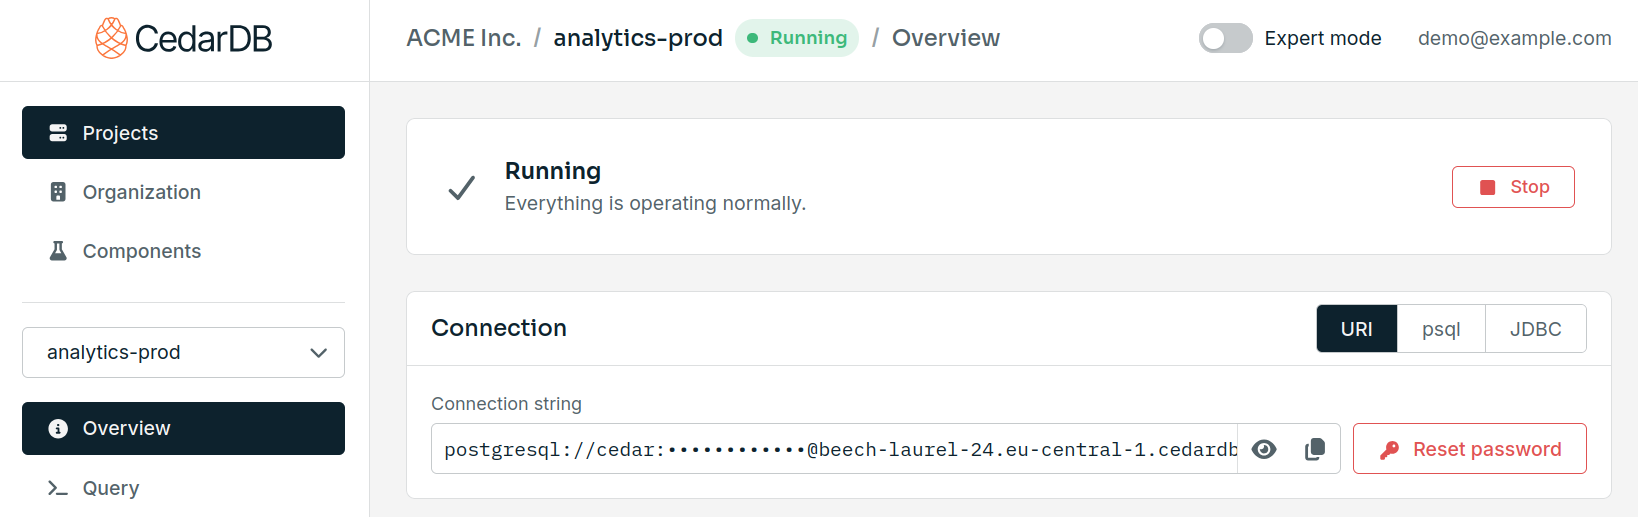 CedarDB
ACME Inc. / analytics-prod Running / Overview
Expert mode
demo@example.com
Projects
Organization
Components
analytics-prod
Overview
Query
Running
Everything is operating normally.
Stop
Connection
URI psql JDBC
Connection string
postgresql://cedar:••••••••••••@beech-laurel-24.eu-central-1.cedardb
Reset password